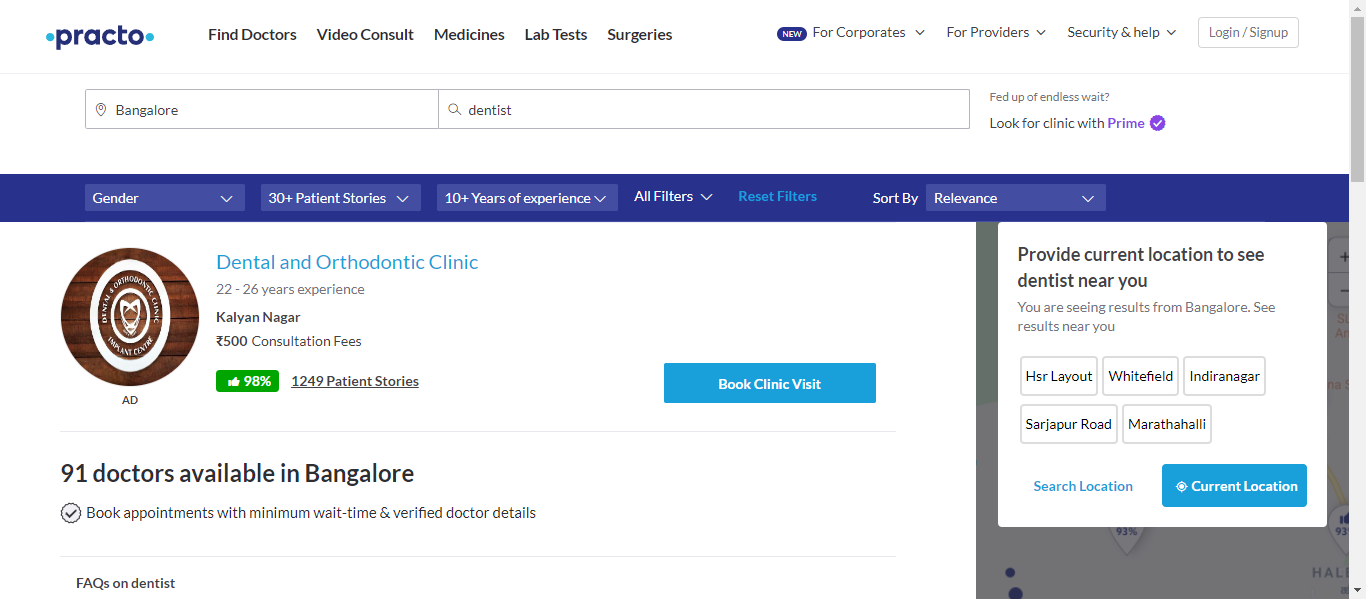 practo
Find Doctors
Video Consult
Medicines
Lab Tests
Surgeries
NEW For Corporates
For Providers
Security & help
Login / Signup
Bangalore
dentist
Fed up of endless wait?
Look for clinic with Prime
Gender
30+ Patient Stories
10+ Years of experience
All Filters
Reset Filters
Sort By
Relevance
DENTAL & ORTHODONTIC CLINIC
IMPLANT CENTRE
AD
Dental and Orthodontic Clinic
22 - 26 years experience
Kalyan Nagar
₹500 Consultation Fees
98%
1249 Patient Stories
Book Clinic Visit
91 doctors available in Bangalore
Book appointments with minimum wait-time & verified doctor details
FAQs on dentist
Provide current location to see
dentist near you
You are seeing results from Bangalore. See
results near you
Hsr Layout
Whitefield
Indiranagar
Sarjapur Road
Marathahalli
Search Location
Current Location
93%